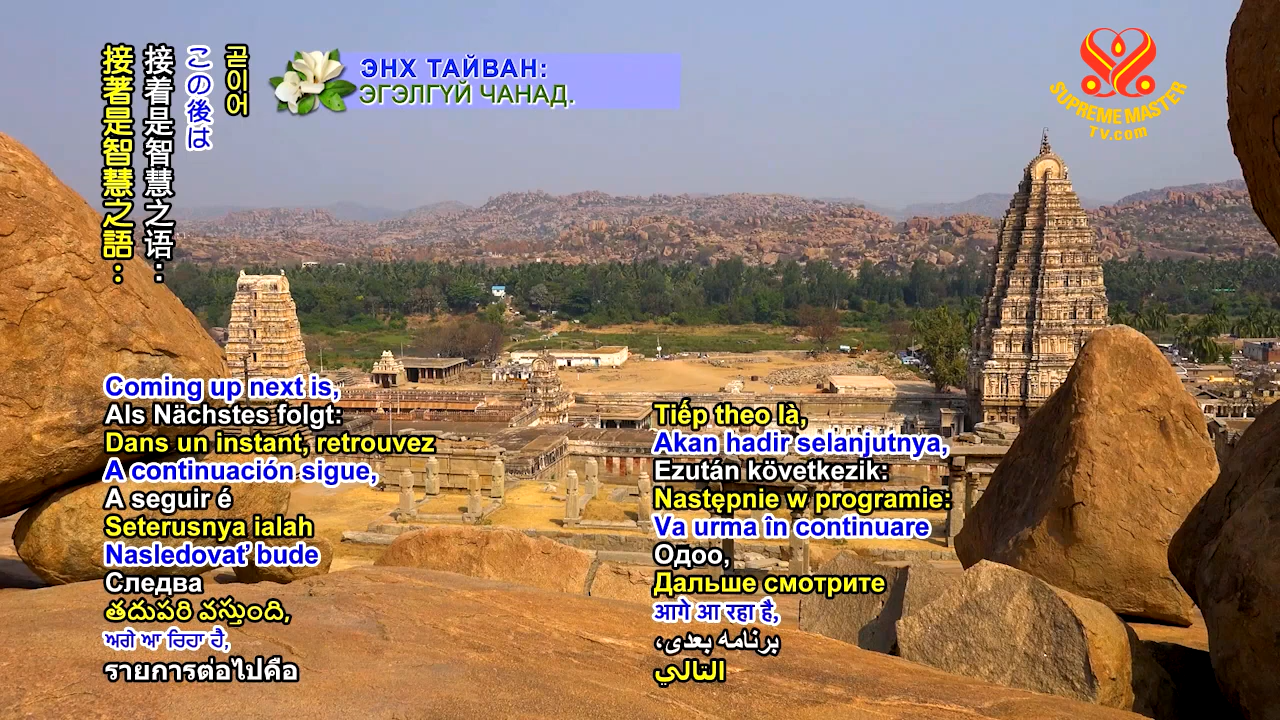 接著是智慧之語：
接着是智慧之语：
この後は
곧이어
ЭНХ ТАЙВАН:
ЭГЭЛГҮЙ ЧАНАД.
SUPREME MASTER
TV.com
Coming up next is,
Als Nächstes folgt:
Dans un instant, retrouvez
A continuación sigue,
A seguir é
Seterusnya ialah
Nasledovať bude
Следва
తదుపరి వస్తుంది,
ਅਗੇ ਆ ਰਿਹਾ ਹੈ,
รายการต่อไปคือ
Tiếp theo là,
Akan hadir selanjutnya,
Ezután következik:
Następnie w programie:
Va urma în continuare
Одоо,
Дальше смотрите
आगे आ रहा है,
برنامه بعدی،
التالي